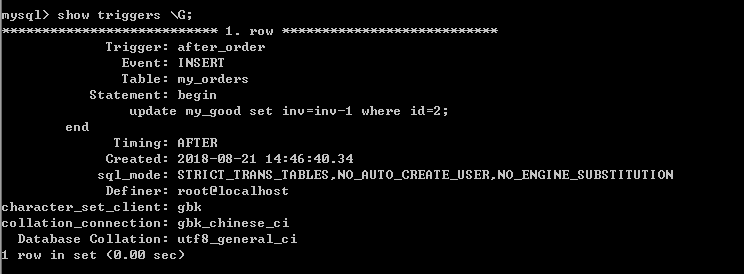 mysql> show triggers \G;
*************************** 1. row ***************************
Trigger: after_order
Event: INSERT
Table: my_orders
Statement: begin
update my_good set inv=inv-1 where id=2;
end
Timing: AFTER
Created: 2018-08-21 14:46:40.34
sql_mode: STRICT_TRANS_TABLES,NO_AUTO_CREATE_USER,NO_ENGINE_SUBSTITUTION
Definer: root@localhost
character_set_client: gbk
collation_connection: gbk_chinese_ci
Database Collation: utf8_general_ci
1 row in set (0.00 sec)